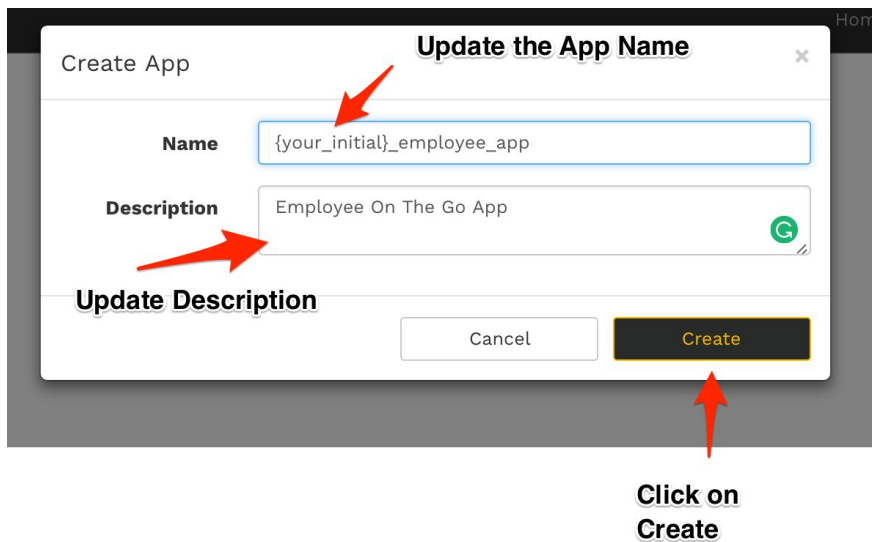 Hom
Update the App Name
Create App
×
Name
{your_initial}_employee_app
Description
Employee On The Go App
G
Update Description
Cancel
Create
Click on
Create